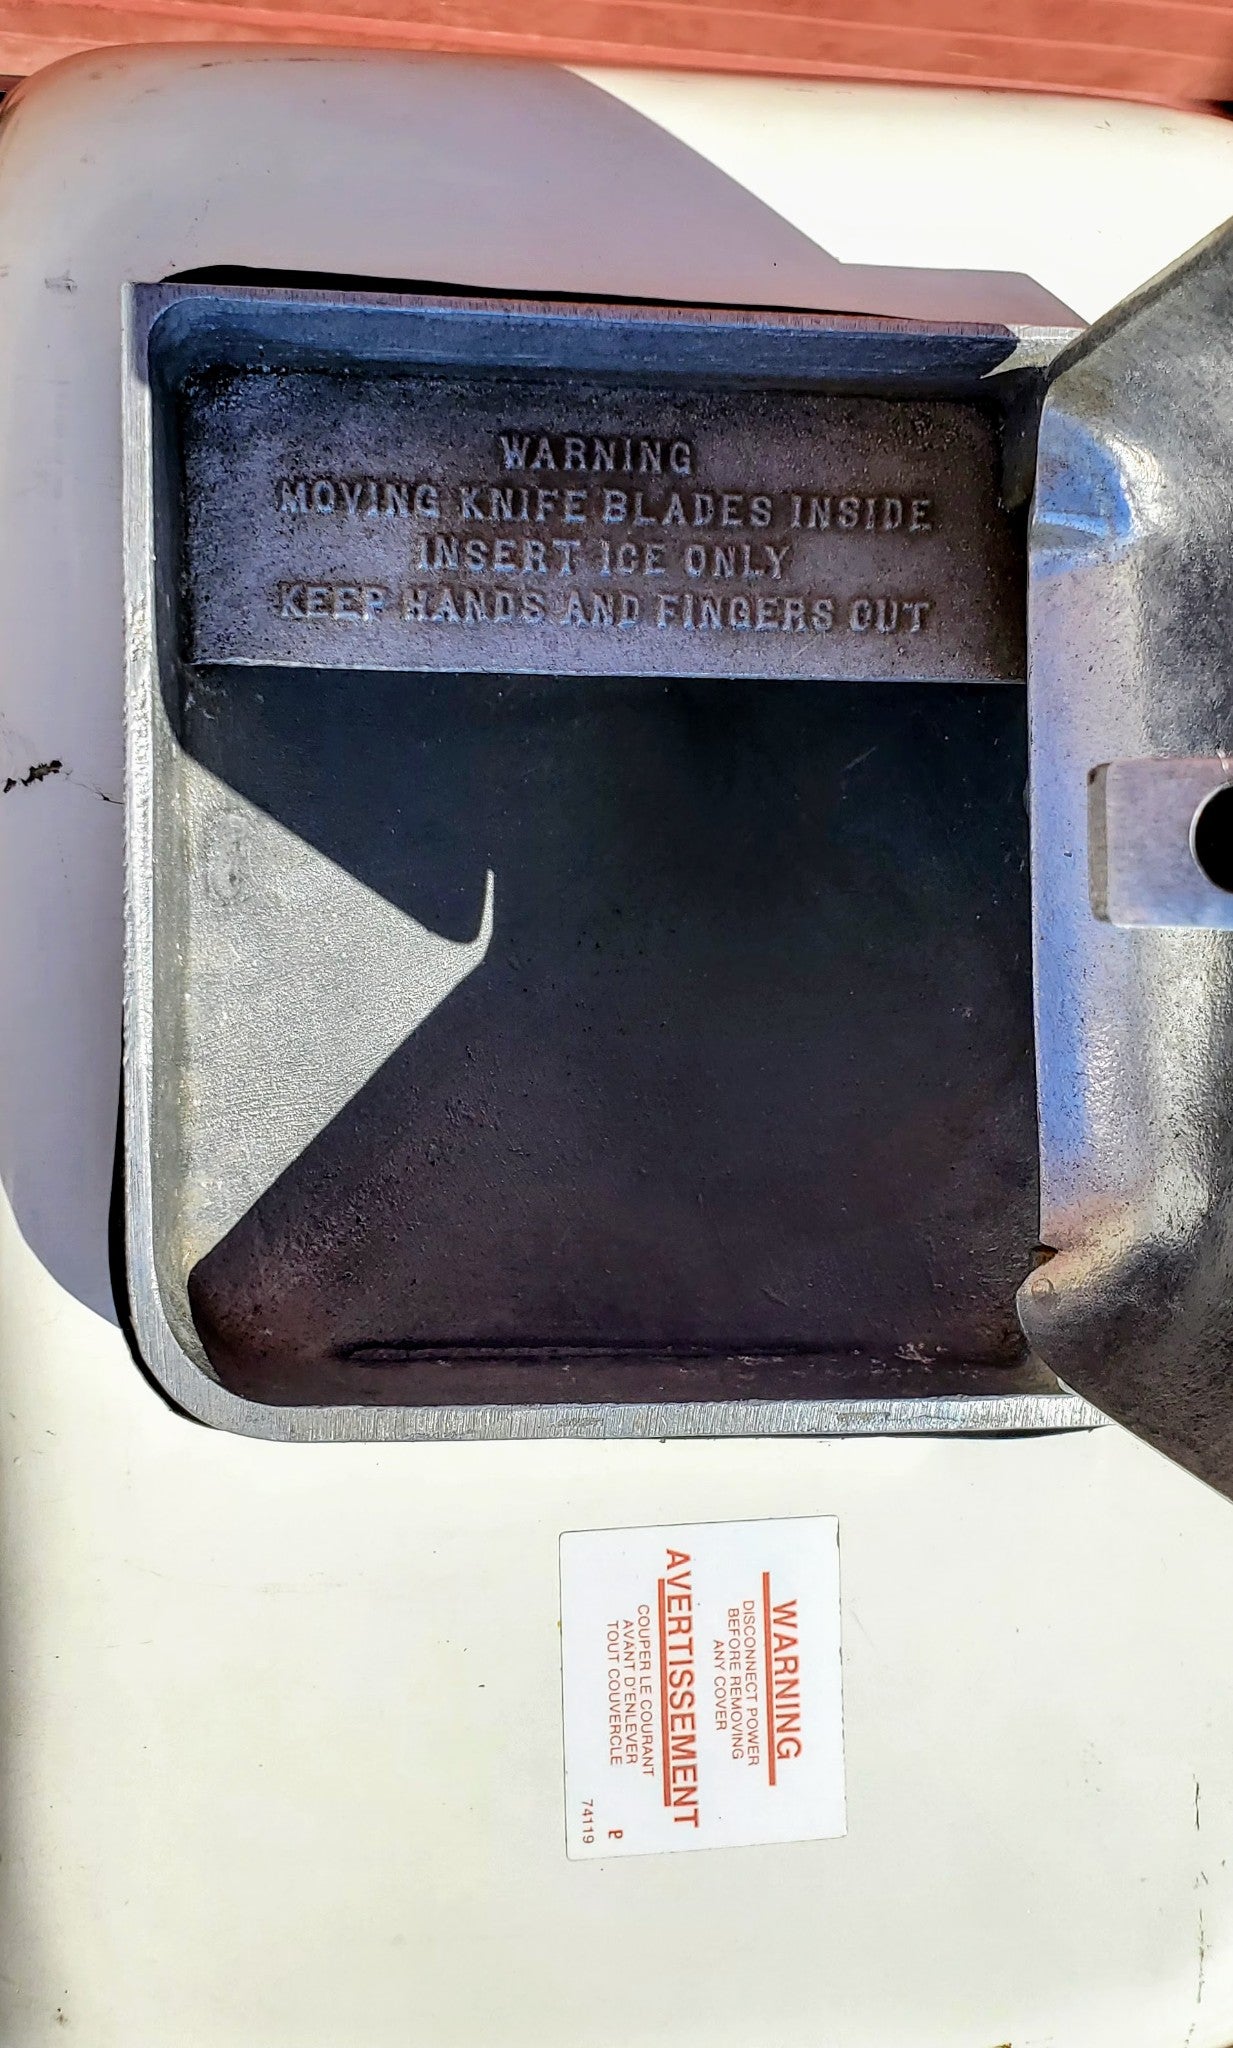 WARNING
MOVING KNIFE BLADES INSIDE
INSERT ICE ONLY
KEEP HANDS AND FINGERS OUT
WARNING
DISCONNECT POWER
BEFORE REMOVING
ANY COVER
AVERTISSEMENT
COUPER LE COURANT
AVANT D'ENLEVER
TOUT COUVERCLE
P
74119